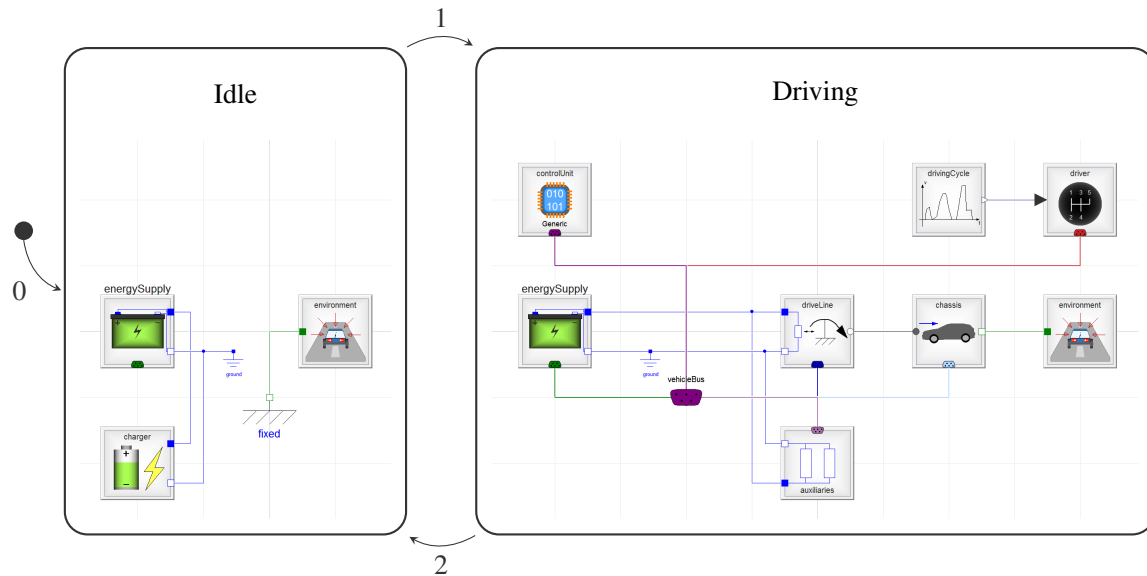 1
Idle
Driving
controlUnit
010
101
Generic
drivingCycle
v
t
driver
1 3 5
2 4
0
energySupply
+ −
environment
ground
charger
+
−
fixed
energySupply
+ −
ground
vehicleBus
driveLine
chassis
environment
auxiliaries
2